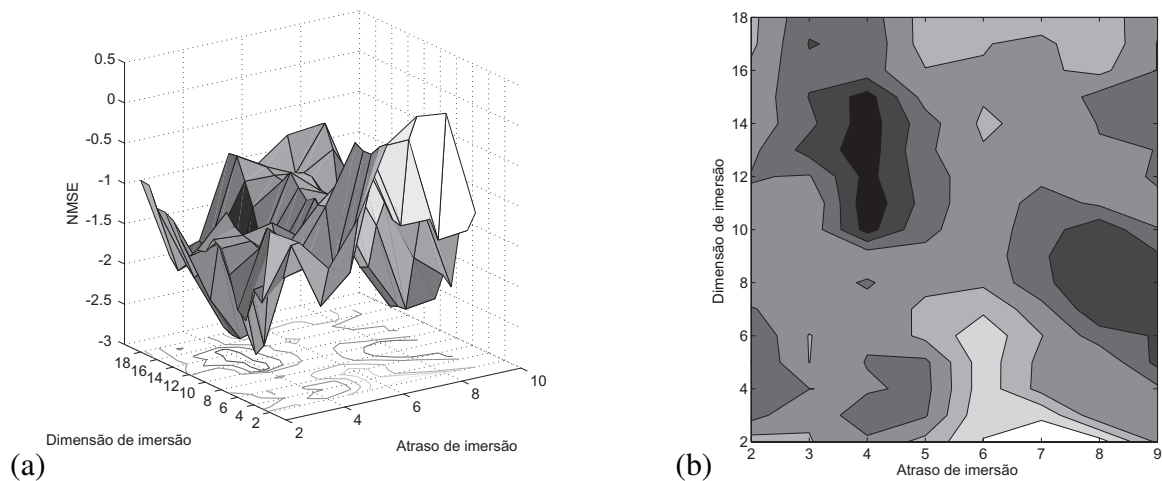 0.5
0
-0.5
-1
-1.5
-2
-2.5
-3
NMSE
18 16 14 12 10 8 6 4 2
2 4 6 8 10
Dimensão de imersão
Atraso de imersão
(a)
18
16
14
12
10
8
6
4
2
Dimensão de imersão
2 3 4 5 6 7 8 9
Atraso de imersão
(b)